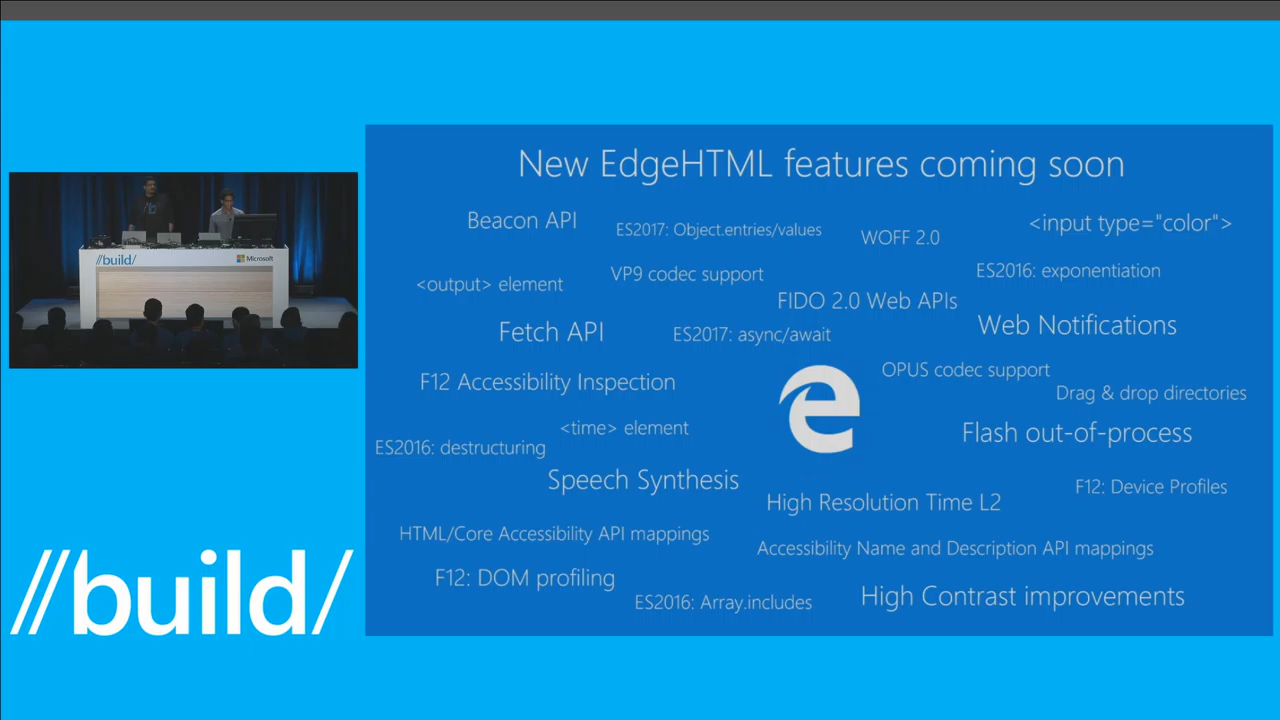 New EdgeHTML features coming soon
Beacon API
ES2017: Object.entries/values
WOFF 2.0
<input type="color">
<output> element
VP9 codec support
ES2016: exponentiation
FIDO 2.0 Web APIs
Fetch API
ES2017: async/await
Web Notifications
F12 Accessibility Inspection
OPUS codec support
Drag & drop directories
<time> element
Flash out-of-process
ES2016: destructuring
Speech Synthesis
High Resolution Time L2
F12: Device Profiles
HTML/Core Accessibility API mappings
Accessibility Name and Description API mappings
F12: DOM profiling
ES2016: Array.includes
High Contrast improvements
//build/
Microsoft
//build/